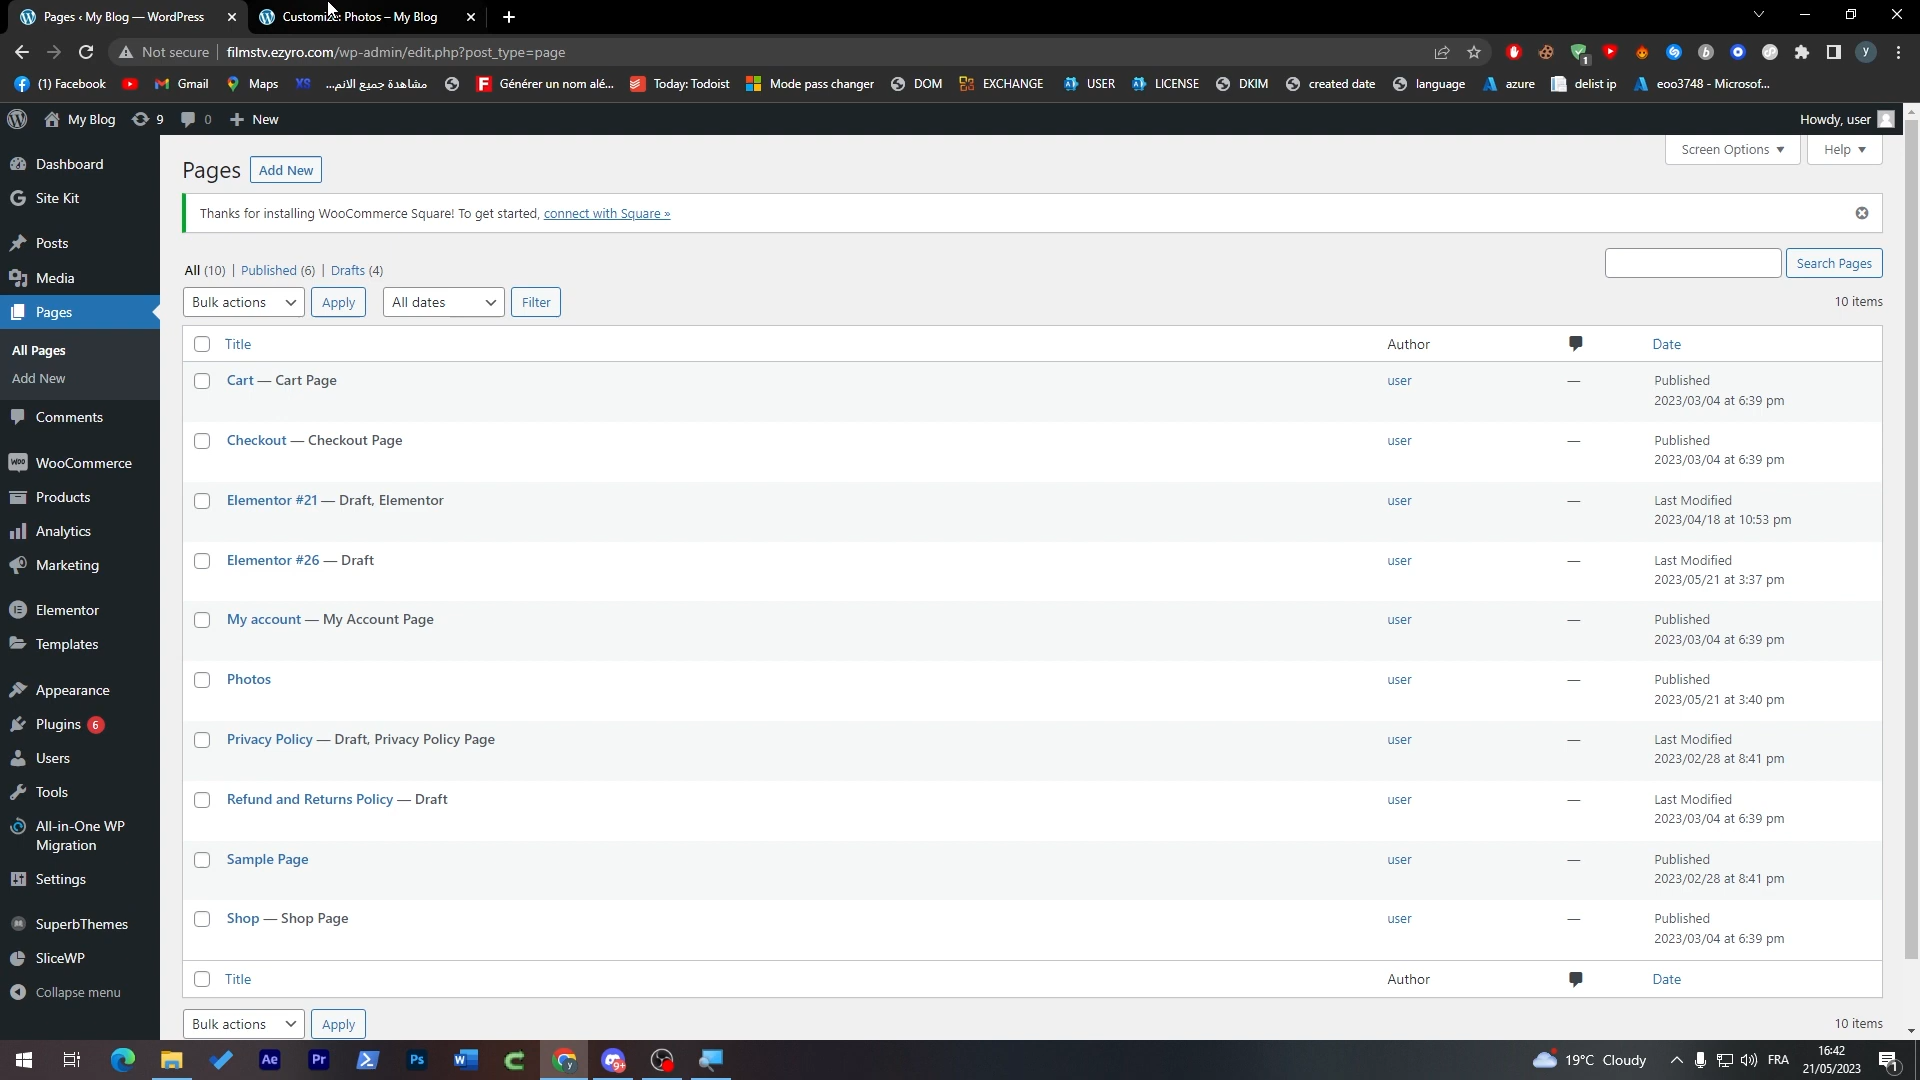 Pages ‹ My Blog — WordPress
Customize: Photos – My Blog
Not secure
filmstv.ezyro.com/wp-admin/edit.php?post_type=page
1
b
y
(1) Facebook
Gmail
Maps
XS
مشاهدة جميع الانم...
Générer un nom alé...
Today: Todoist
Mode pass changer
DOM
EXCHANGE
USER
LICENSE
DKIM
created date
language
azure
delist ip
eoo3748 - Microsof...
My Blog
9
0
New
Howdy, user
Dashboard
Site Kit
Posts
Media
Pages
All Pages
Add New
Comments
WooCommerce
Products
Analytics
Marketing
Elementor
Templates
Appearance
Plugins 6
Users
Tools
All-in-One WP
Migration
Settings
SuperbThemes
SliceWP
Collapse menu
Screen Options
Help
Pages
Add New
Thanks for installing WooCommerce Square! To get started, connect with Square »
All (10) | Published (6) | Drafts (4)
Search Pages
Bulk actions
Apply
All dates
Filter
10 items
Title
Author
Date
Cart — Cart Page
user
—
Published
2023/03/04 at 6:39 pm
Checkout — Checkout Page
user
—
Published
2023/03/04 at 6:39 pm
Elementor #21 — Draft, Elementor
user
—
Last Modified
2023/04/18 at 10:53 pm
Elementor #26 — Draft
user
—
Last Modified
2023/05/21 at 3:37 pm
My account — My Account Page
user
—
Published
2023/03/04 at 6:39 pm
Photos
user
—
Published
2023/05/21 at 3:40 pm
Privacy Policy — Draft, Privacy Policy Page
user
—
Last Modified
2023/02/28 at 8:41 pm
Refund and Returns Policy — Draft
user
—
Last Modified
2023/03/04 at 6:39 pm
Sample Page
user
—
Published
2023/02/28 at 8:41 pm
Shop — Shop Page
user
—
Published
2023/03/04 at 6:39 pm
Title
Author
Date
Bulk actions
Apply
10 items
Ae
Pr
Ps
19°C Cloudy
FRA
16:42
21/05/2023
1